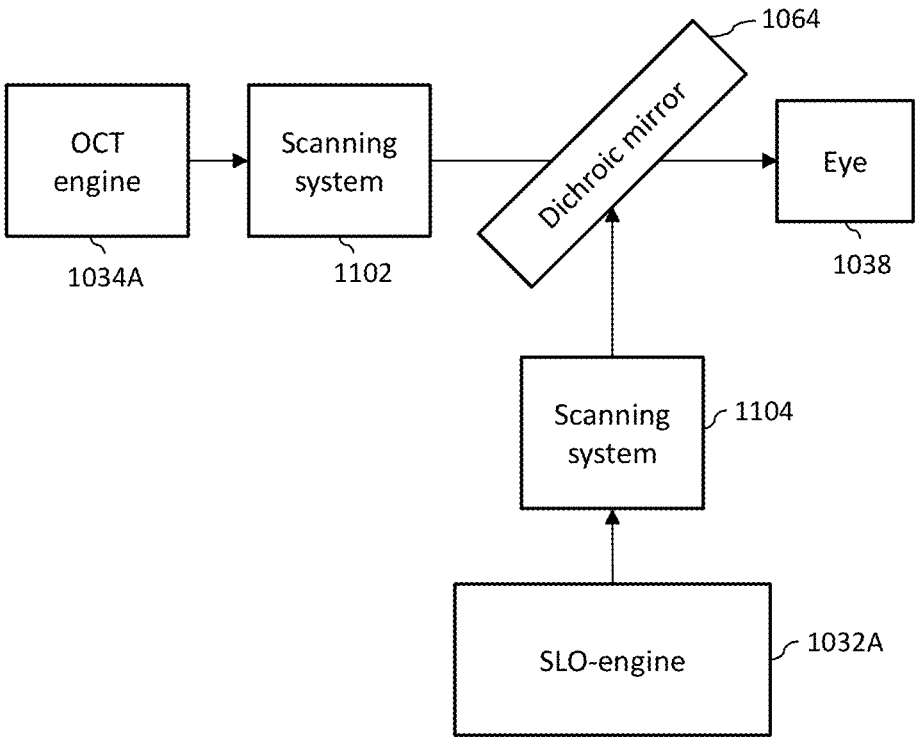 1064
OCT
engine
Scanning
system
Dichroic mirror
Eye
1034A
1102
1038
Scanning
system
1104
SLO-engine
1032A